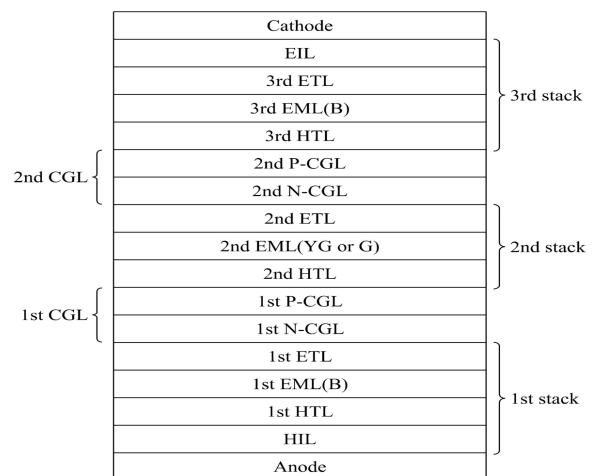 Cathode
EIL
3rd ETL
3rd EML(B)
3rd HTL
3rd stack
2nd P-CGL
2nd N-CGL
2nd CGL
2nd ETL
2nd EML(YG or G)
2nd HTL
2nd stack
1st P-CGL
1st N-CGL
1st CGL
1st ETL
1st EML(B)
1st HTL
HIL
1st stack
Anode